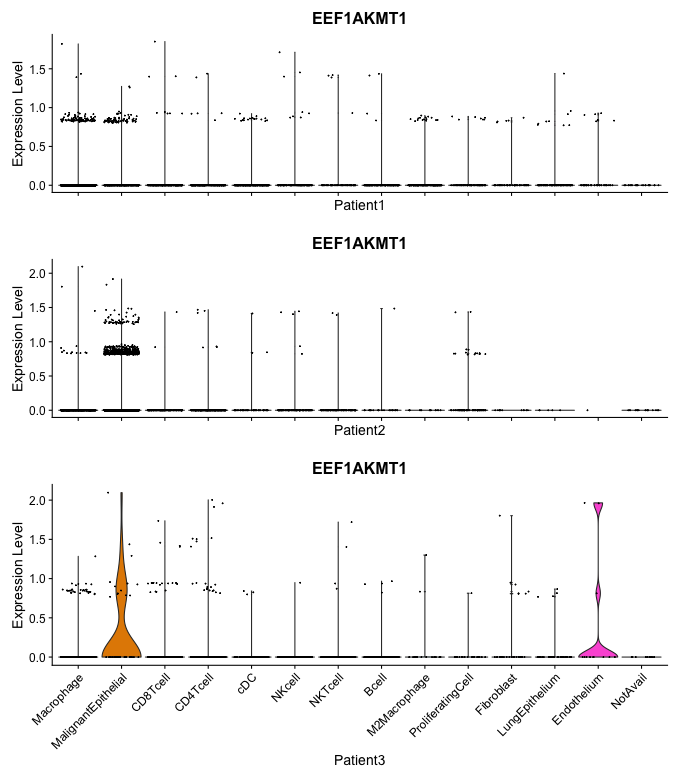 EEF1AKMT1
Expression Level
1.5
1.0
0.5
0.0
Patient1
EEF1AKMT1
Expression Level
2.0
1.5
1.0
0.5
0.0
Patient2
EEF1AKMT1
Expression Level
2.0
1.5
1.0
0.5
0.0
Macrophage
MalignantEpithelial
CD8Tcell
CD4Tcell
cDC
NKcell
NKTcell
Bcell
M2Macrophage
ProliferatingCell
Fibroblast
LungEpithelium
Endothelium
NotAvail
Patient3